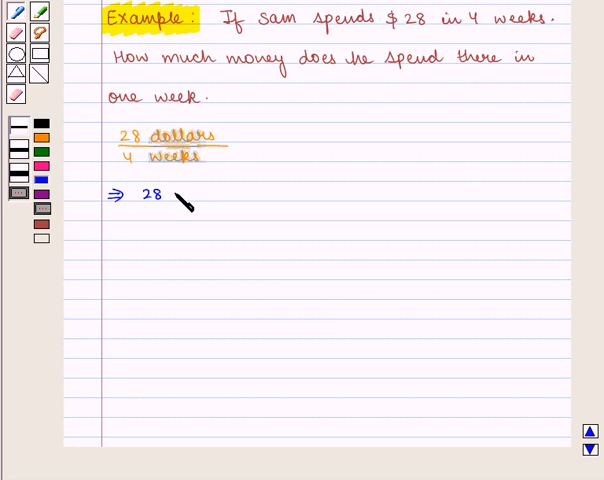 Example: If Sam spends $ 28 in 4 weeks.
How much money does he spend there in
one week.
28 dollars
4 weeks
⇒ 28